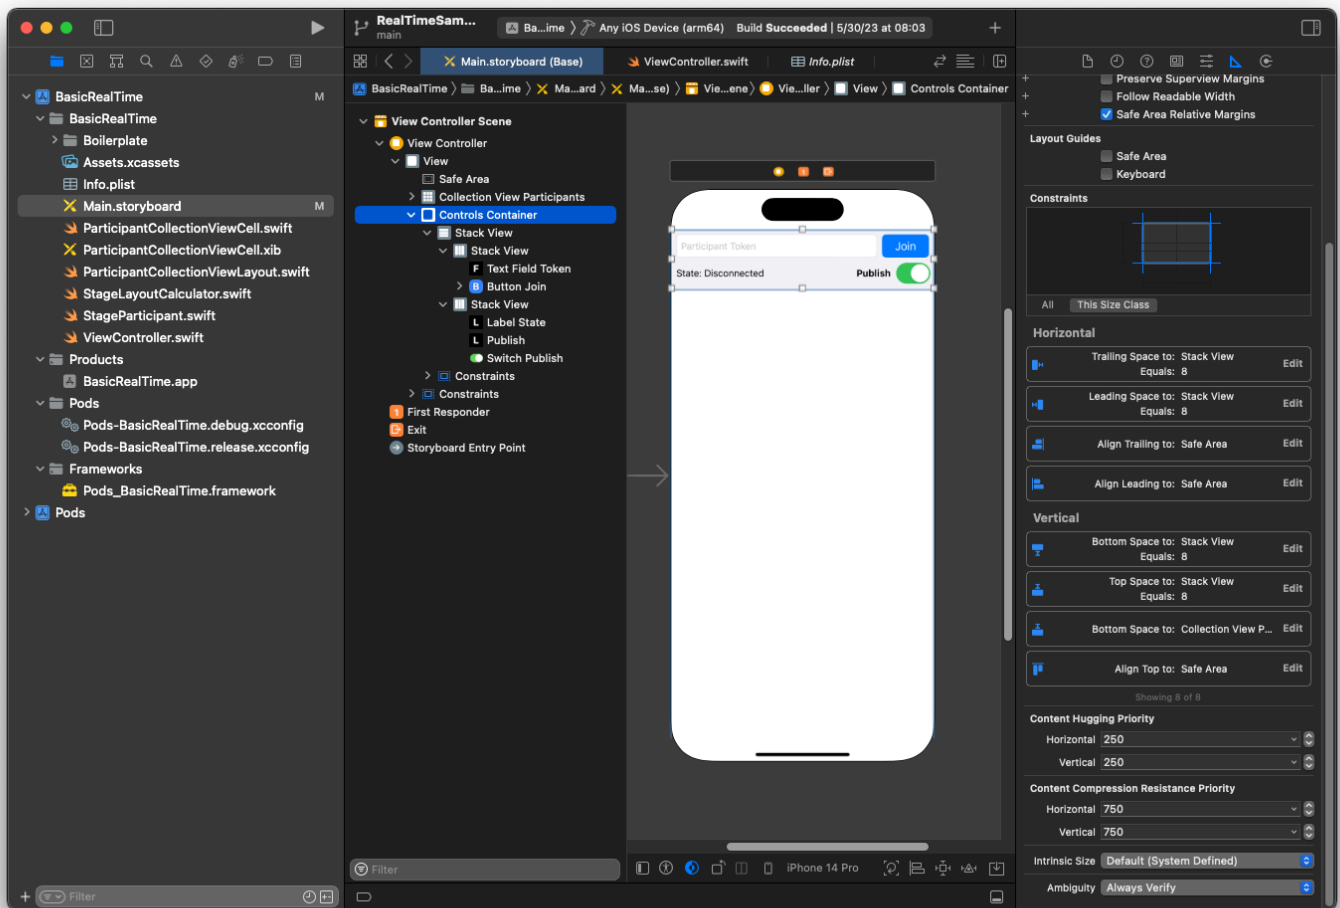 RealTimeSam...
main
Ba...ime
Any iOS Device (arm64)
Build Succeeded | 5/30/23 at 08:03
Main.storyboard (Base)
ViewController.swift
Info.plist
BasicRealTime
Ba...ime
Ma...ard
Ma...se)
Vie...ene
Vie...ller
View
Controls Container
BasicRealTime M
BasicRealTime
Boilerplate
Assets.xcassets
Info.plist
Main.storyboard M
ParticipantCollectionViewCell.swift
ParticipantCollectionViewCell.xib
ParticipantCollectionViewLayout.swift
StageLayoutCalculator.swift
StageParticipant.swift
ViewController.swift
Products
BasicRealTime.app
Pods
Pods-BasicRealTime.debug.xcconfig
Pods-BasicRealTime.release.xcconfig
Frameworks
Pods_BasicRealTime.framework
Pods
Filter
View Controller Scene
View Controller
View
Safe Area
Collection View Participants
Controls Container
Stack View
Stack View
F Text Field Token
B Button Join
Stack View
L Label State
L Publish
Switch Publish
Constraints
Constraints
1 First Responder
Exit
Storyboard Entry Point
Filter
Participant Token
Join
State: Disconnected
Publish
iPhone 14 Pro
Preserve Superview Margins
Follow Readable Width
Safe Area Relative Margins
Layout Guides
Safe Area
Keyboard
Constraints
All
This Size Class
Horizontal
Trailing Space to: Stack View
Equals: 8
Edit
Leading Space to: Stack View
Equals: 8
Edit
Align Trailing to: Safe Area
Edit
Align Leading to: Safe Area
Edit
Vertical
Bottom Space to: Stack View
Equals: 8
Edit
Top Space to: Stack View
Equals: 8
Edit
Bottom Space to: Collection View P...
Edit
Align Top to: Safe Area
Edit
Showing 8 of 8
Content Hugging Priority
Horizontal 250
Vertical 250
Content Compression Resistance Priority
Horizontal 750
Vertical 750
Intrinsic Size Default (System Defined)
Ambiguity Always Verify